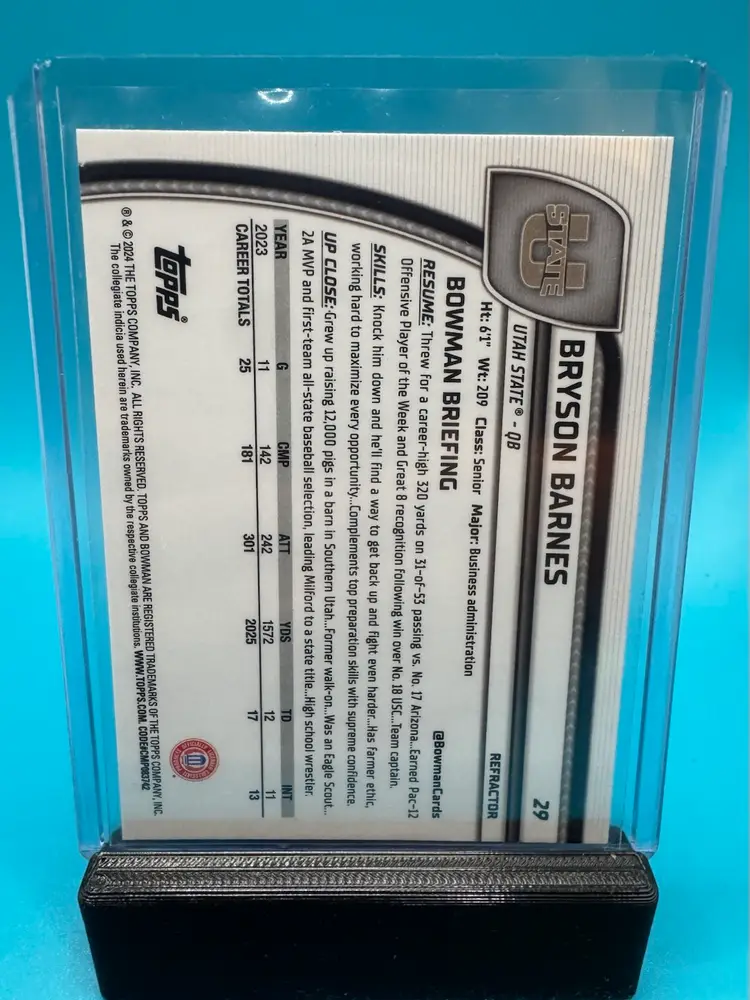 U
STATE
BRYSON BARNES
29
UTAH STATE® - QB
REFRACTOR
Ht: 6'1" Wt: 209 Class: Senior Major: Business administration
BOWMAN BRIEFING
@BowmanCards
RESUME: Threw for a career-high 320 yards on 31-of-53 passing vs. No. 17 Arizona...Earned Pac-12
Offensive Player of the Week and Great 8 recognition following win over No. 18 USC...Team captain.
SKILLS: Knock him down and he'll find a way to get back up and fight even harder...Has farmer ethic,
working hard to maximize every opportunity...Complements top preparation skills with supreme confidence.
UP CLOSE: Grew up raising 12,000 pigs in a barn in Southern Utah...Former walk-on...Was an Eagle Scout...
2A MVP and first-team all-state baseball selection, leading Milford to a state title...High school wrestler.
YEAR G CMP ATT YDS TD INT
2023 11 142 242 1572 12 11
CAREER TOTALS 25 181 301 2025 17 13
topps®
® & © 2024 THE TOPPS COMPANY, INC. ALL RIGHTS RESERVED. TOPPS AND BOWMAN ARE REGISTERED TRADEMARKS OF THE TOPPS COMPANY, INC.
The collegiate indicia used herein are trademarks owned by the respective collegiate institutions. WWW.TOPPS.COM. CODE#CMP083742